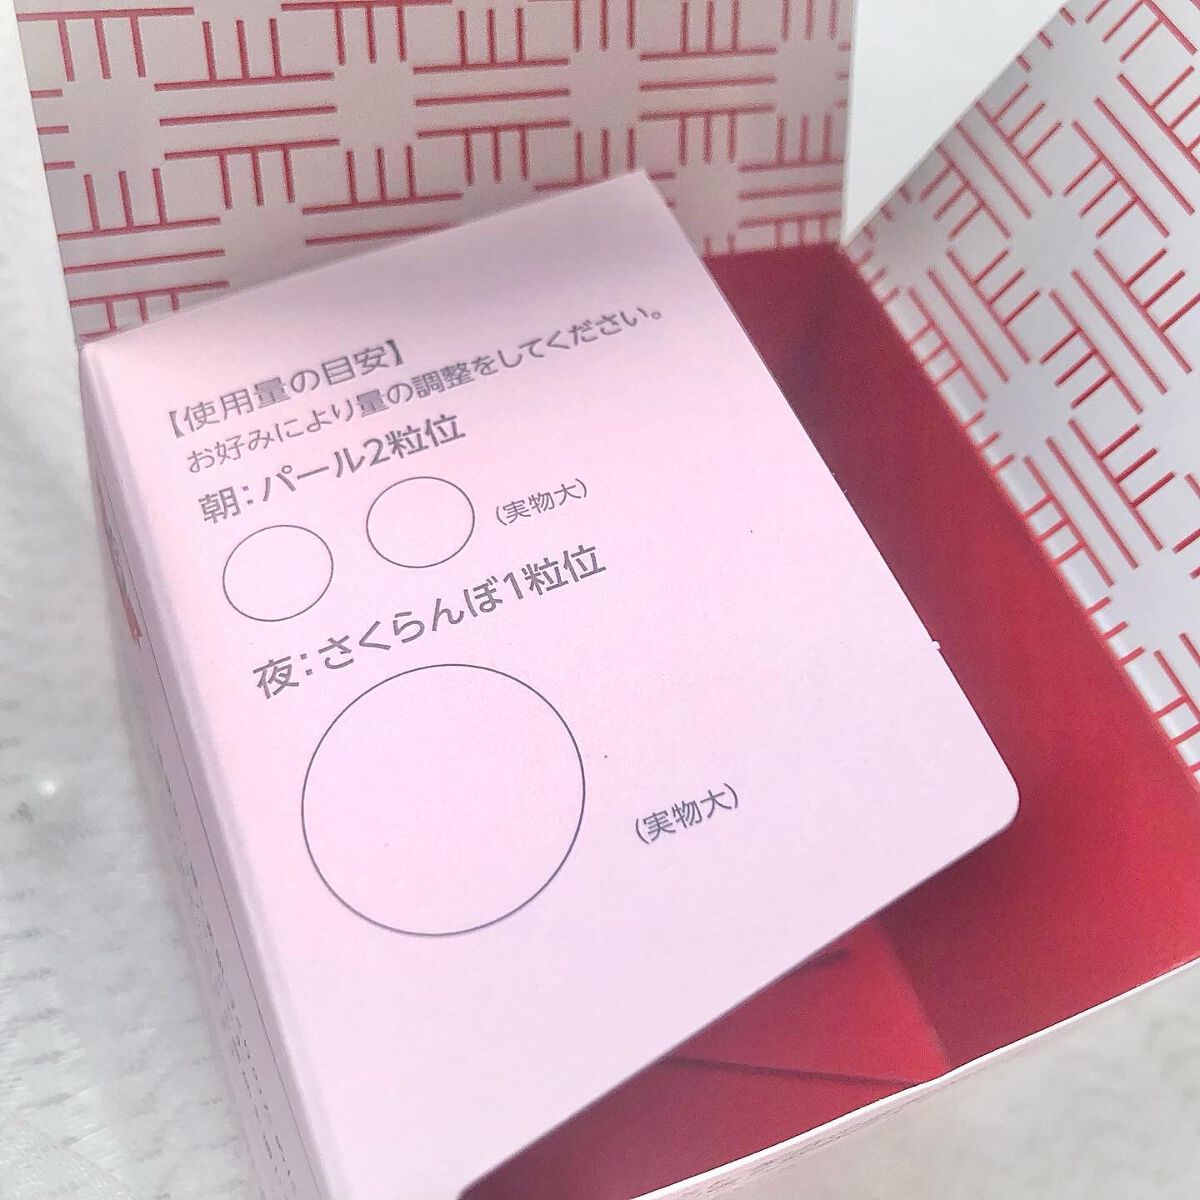 【使用量の目安】
お好みにより量の調整をしてください。
朝：パール2粒位
(実物大)
夜：さくらんぼ1粒位
(実物大)